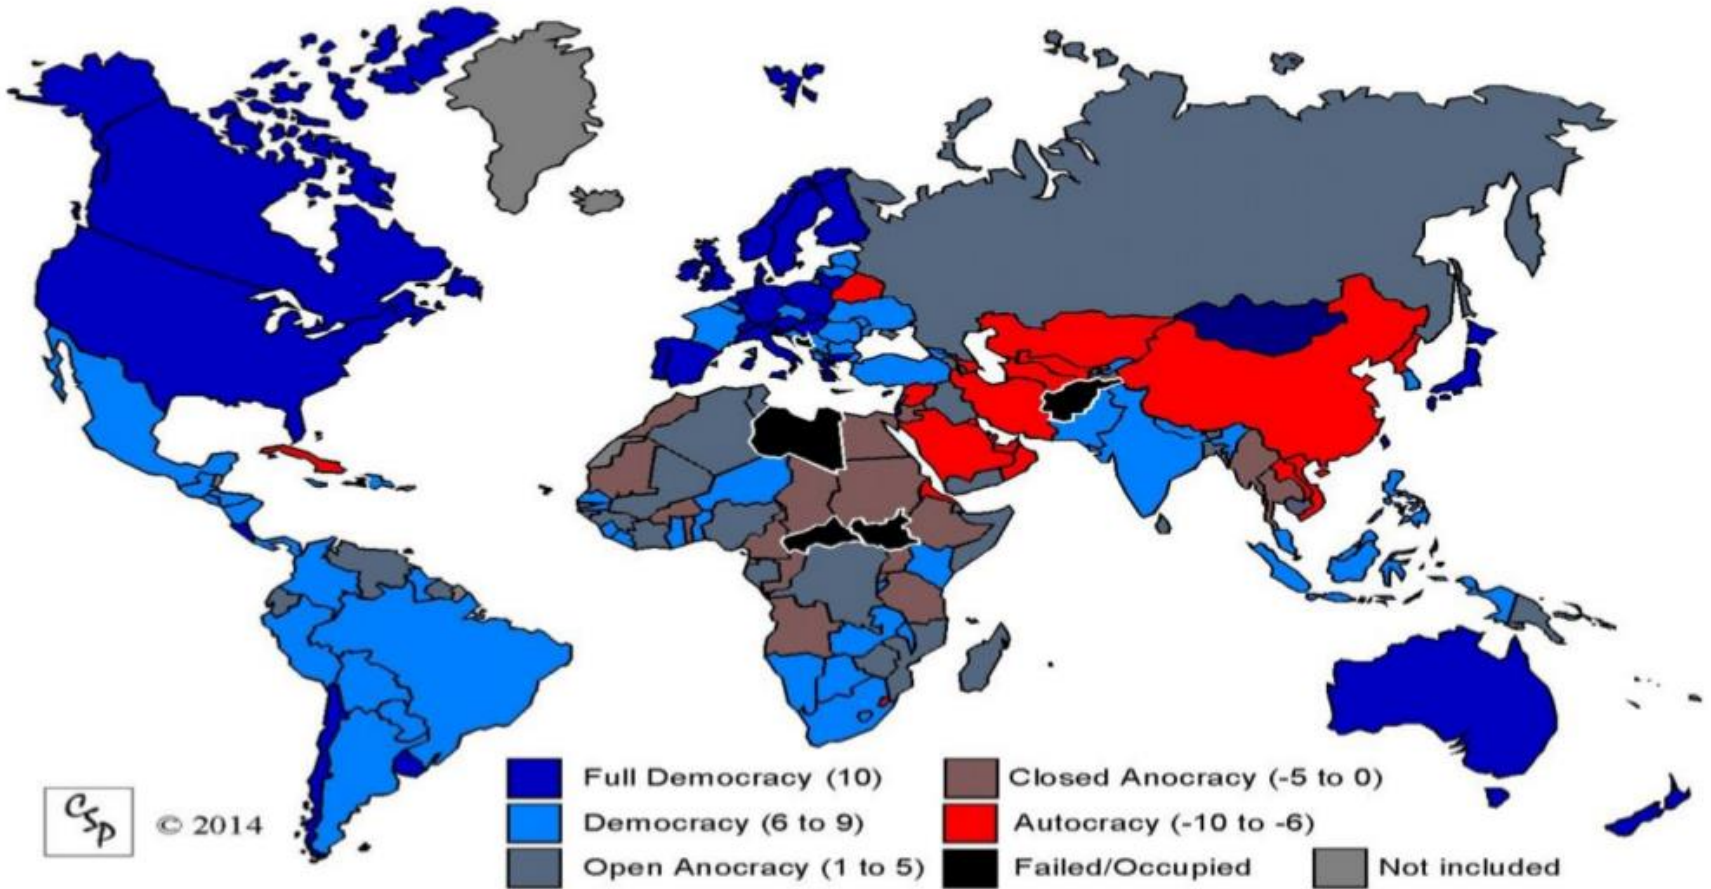 Full Democracy (10)
Democracy (6 to 9)
Open Anocracy (1 to 5)
Closed Anocracy (-5 to 0)
Autocracy (-10 to -6)
Failed/Occupied
Not included
CSP
© 2014